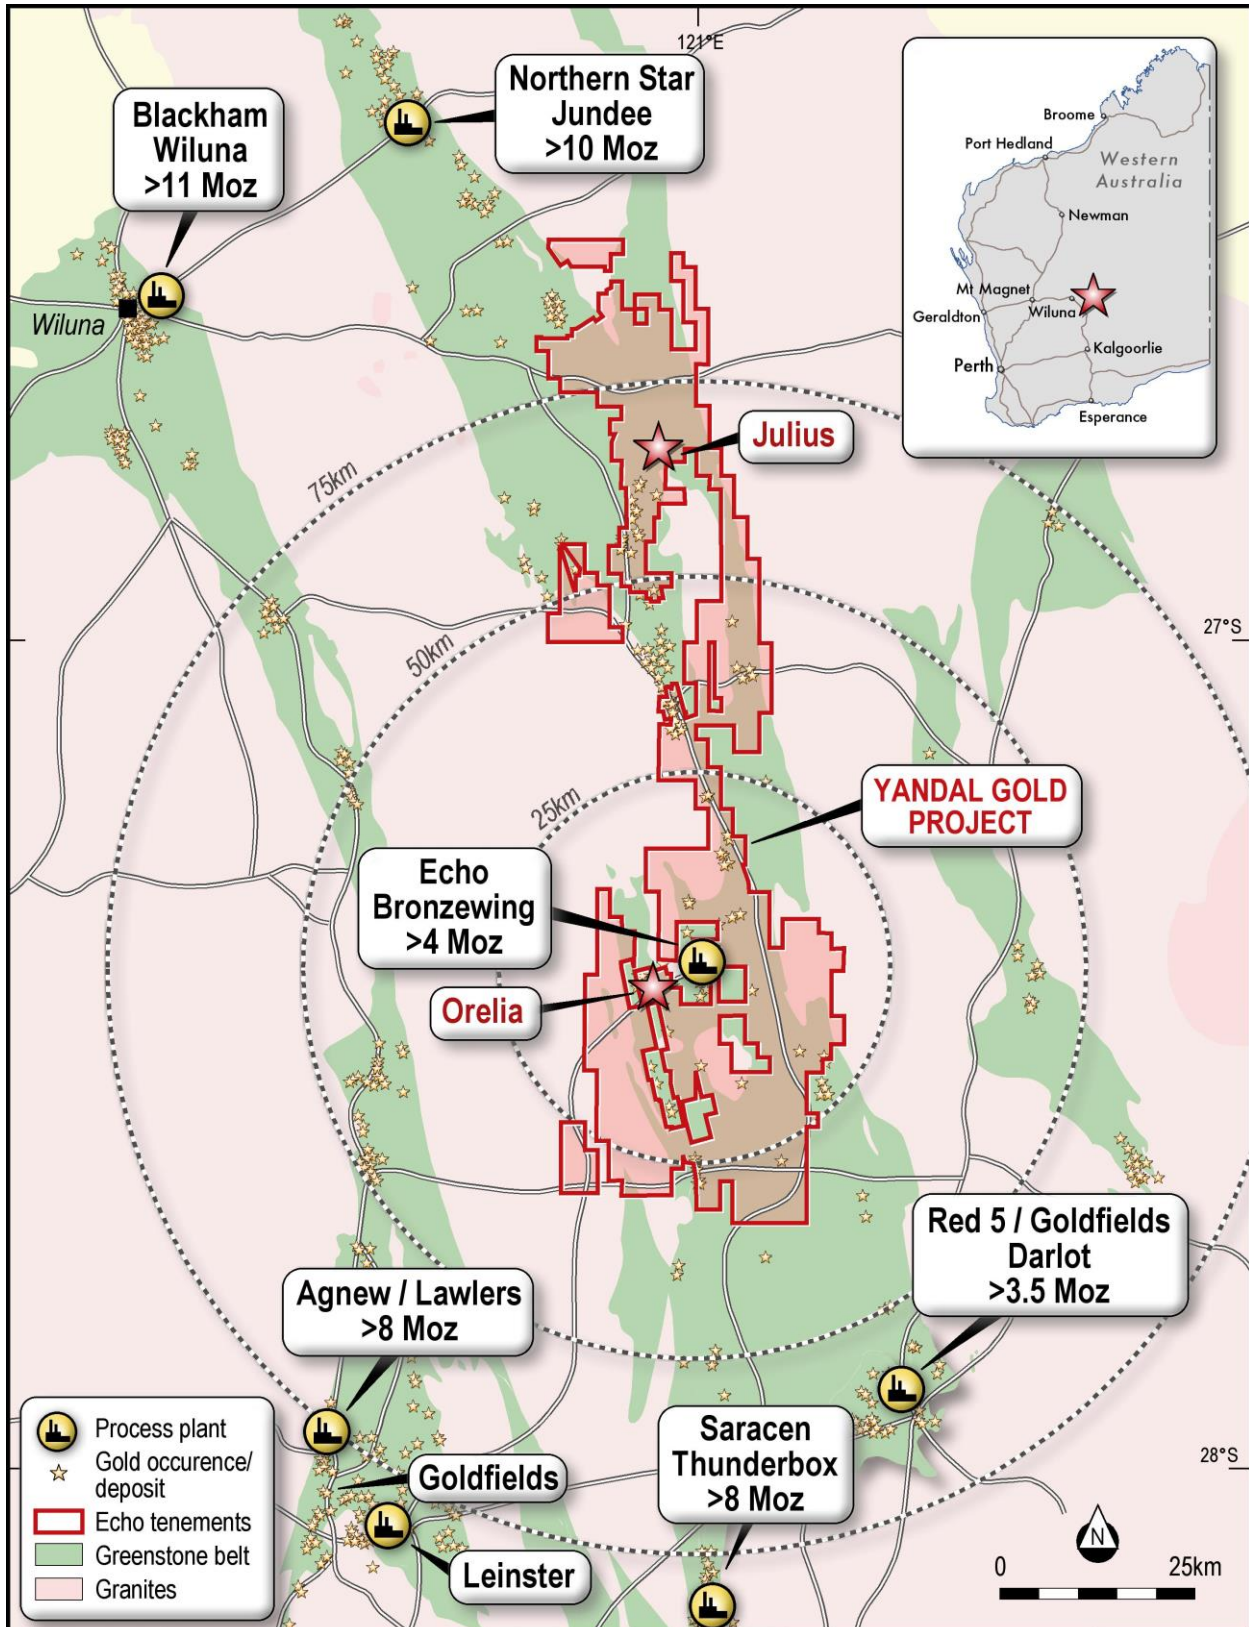 121°E
Northern Star
Jundee
>10 Moz
Blackham
Wiluna
>11 Moz
Wiluna
Broome
Port Hedland
Western
Australia
Newman
Mt Magnet
Wiluna
Geraldton
Kalgoorlie
Perth
Esperance
Julius
75km
50km
27°S
25km
YANDAL GOLD
PROJECT
Echo
Bronzewing
>4 Moz
Orelia
Red 5 / Goldfields
Darlot
>3.5 Moz
Agnew / Lawlers
>8 Moz
Saracen
Thunderbox
>8 Moz
Goldfields
Leinster
28°S
Process plant
Gold occurence/
deposit
Echo tenements
Greenstone belt
Granites
N
0 25km